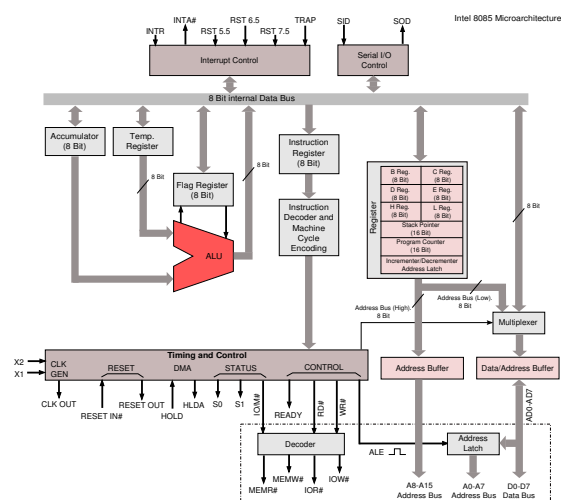 Intel 8085 Microarchitecture
INTR
INTA#
RST 5.5
RST 6.5
RST 7.5
TRAP
SID
SOD
Interrupt Control
Serial I/O
Control
8 Bit internal Data Bus
Accumulator
(8 Bit)
Temp.
Register
8 Bit
Flag Register
(8 Bit)
8 Bit
ALU
Instruction
Register
(8 Bit)
Instruction
Decoder and
Machine
Cycle
Encoding
Register
B Reg.
(8 Bit)
C Reg.
(8 Bit)
D Reg.
(8 Bit)
E Reg.
(8 Bit)
H Reg.
(8 Bit)
L Reg.
(8 Bit)
Stack Pointer
(16 Bit)
Program Counter
(16 Bit)
Incrementer/Decrementer
Address Latch
8 Bit
Address Bus (High).
8 Bit
Address Bus (Low).
8 Bit
Multiplexer
Timing and Control
X2
X1
CLK
GEN
RESET
DMA
STATUS
CONTROL
Address Buffer
Data/Address Buffer
CLK OUT
RESET IN#
RESET OUT
HOLD
HLDA
S0
S1
IO/M#
READY
RD#
WR#
AD0-AD7
Decoder
ALE
Address
Latch
MEMR#
MEMW#
IOR#
IOW#
A8-A15
Address Bus
A0-A7
Address Bus
D0-D7
Data Bus